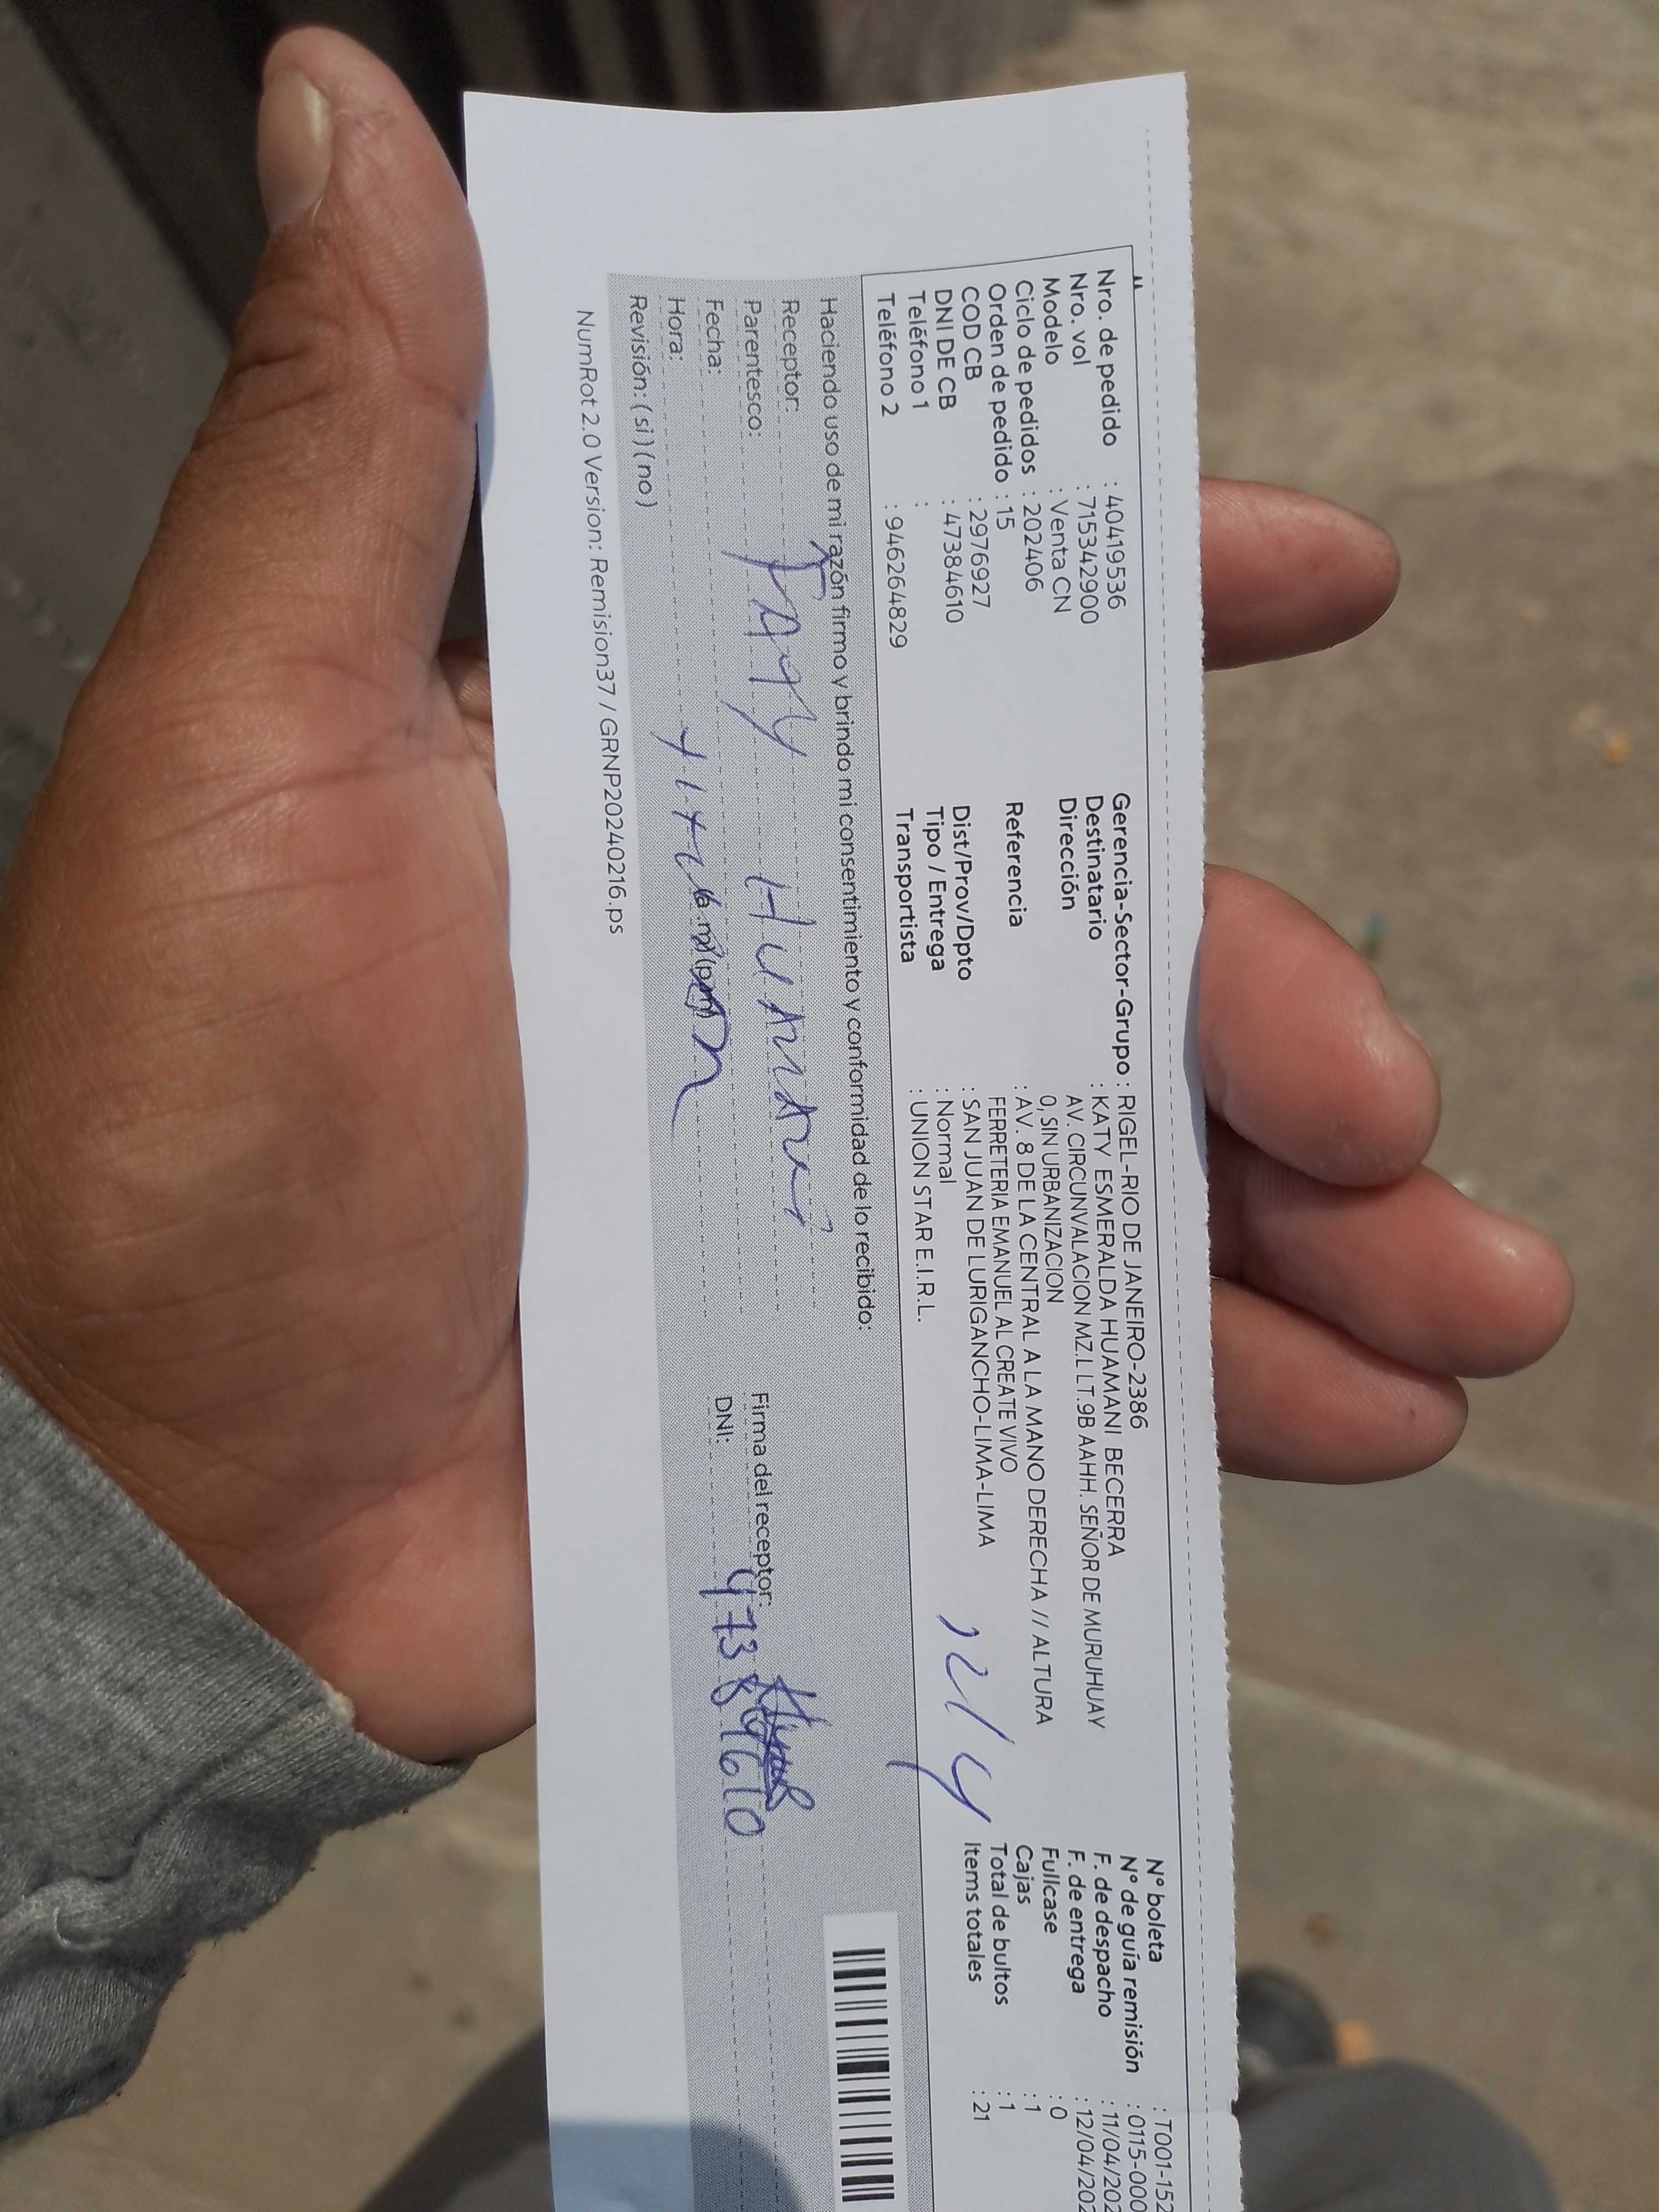 Nro. de pedido : 40419536
Nro. vol : 715342900
Modelo : Venta CN
Ciclo de pedidos : 202406
Orden de pedido : 15
COD CB : 2976927
DNI DE CB : 47384610
Teléfono 1 :
Teléfono 2 : 946264829
Gerencia-Sector-Grupo : RIGEL-RIO DE JANEIRO-2386
Destinatario : KATY ESMERALDA HUAMANI BECERRA
Dirección AV. CIRCUNVALACION MZ.L LT.9B AAHH. SEÑOR DE MURUHUAY
0, SIN URBANIZACION
Referencia : AV. 8 DE LA CENTRAL A LA MANO DERECHA // ALTURA
FERRETERIA EMANUEL AL CREATE VIVO
Dist/Prov/Dpto : SAN JUAN DE LURIGANCHO-LIMA-LIMA
Tipo / Entrega : Normal
Transportista : UNION STAR E.I.R.L.
12/4
N° boleta : T001-152
N° de guía remisión : 0115-000
F. de despacho : 11/04/202
F. de entrega : 12/04/202
Fullcase : 0
Cajas : 1
Total de bultos : 1
Items totales : 21
Haciendo uso de mi razón firmo y brindo mi consentimiento y conformidad de lo recibido:
Receptor: KATY HUAMANI
Parentesco:
Fecha:
Hora: (a.m) (pm)
Revisión: (si) (no)
Firma del receptor:
DNI: 47384610
NumRot 2.0 Version: Remision37 / GRNP20240216.ps